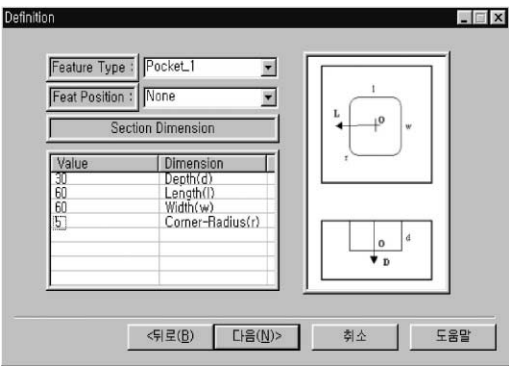 Definition
Feature Type : Pocket_1
Feat Position : None
Section Dimension
Value Dimension
30 Depth(d)
60 Length(l)
60 Width(w)
5 Corner-Radius(r)
l
L o w
r
o d
D
<뒤로(B) 다음(N)> 취소 도움말